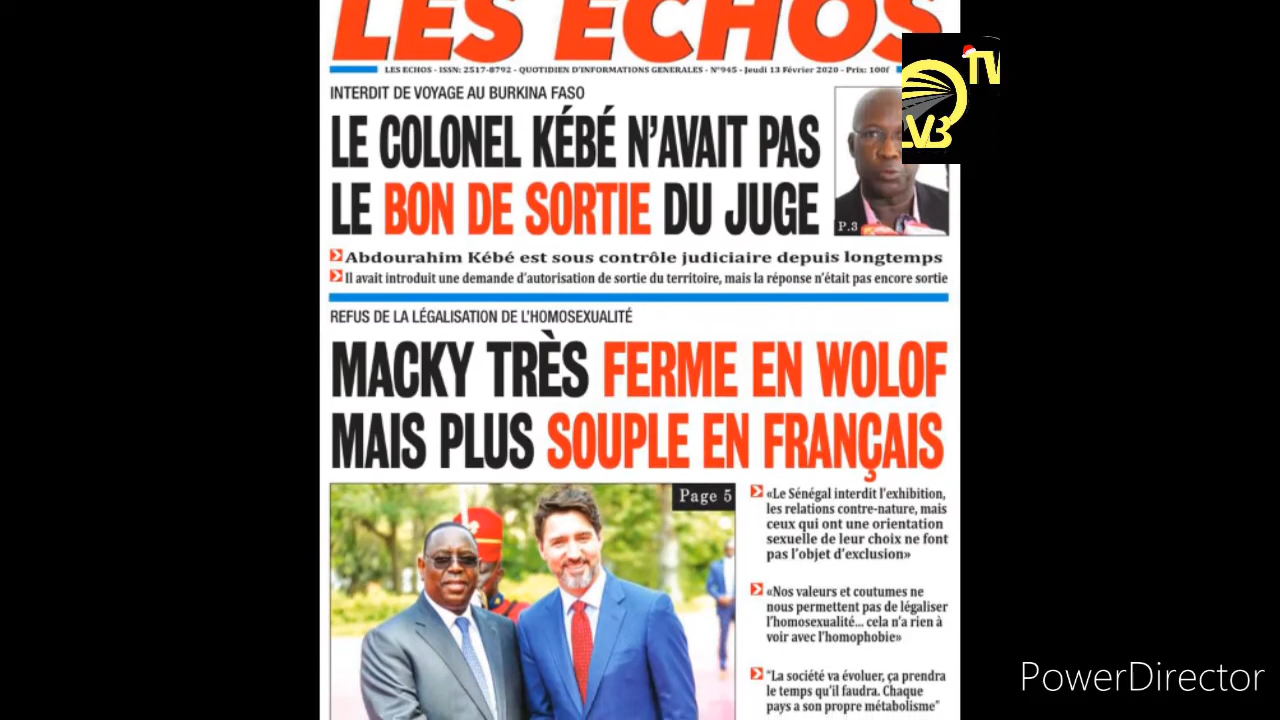 LES ECHOS
LES ECHOS - ISSN: 2517-8792 - QUOTIDIEN D'INFORMATIONS GENERALES - N°945 - Jeudi 13 Février 2020 - Prix: 100f
INTERDIT DE VOYAGE AU BURKINA FASO
LE COLONEL KÉBÉ N'AVAIT PAS
LE BON DE SORTIE DU JUGE
P.3
TV
LVB
Abdourahim Kébé est sous contrôle judiciaire depuis longtemps
Il avait introduit une demande d'autorisation de sortie du territoire, mais la réponse n'était pas encore sortie
REFUS DE LA LÉGALISATION DE L'HOMOSEXUALITÉ
MACKY TRÈS FERME EN WOLOF
MAIS PLUS SOUPLE EN FRANÇAIS
Page 5
«Le Sénégal interdit l'exhibition,
les relations contre-nature, mais
ceux qui ont une orientation
sexuelle de leur choix ne font
pas l'objet d'exclusion»
«Nos valeurs et coutumes ne
nous permettent pas de légaliser
l'homosexualité... cela n'a rien à
voir avec l'homophobie»
"La société va évoluer, ça prendra
le temps qu'il faudra. Chaque
pays a son propre métabolisme"
PowerDirector